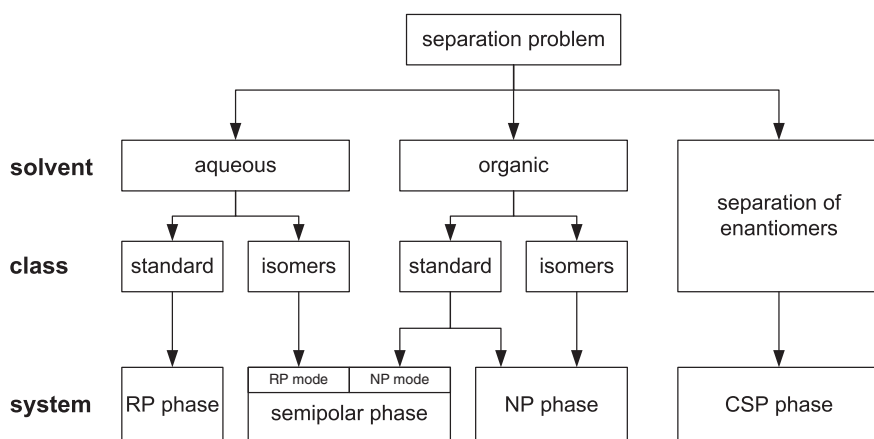 separation problem
solvent
aqueous
organic
separation of
enantiomers
class
standard
isomers
standard
isomers
system
RP phase
RP mode
NP mode
semipolar phase
NP phase
CSP phase